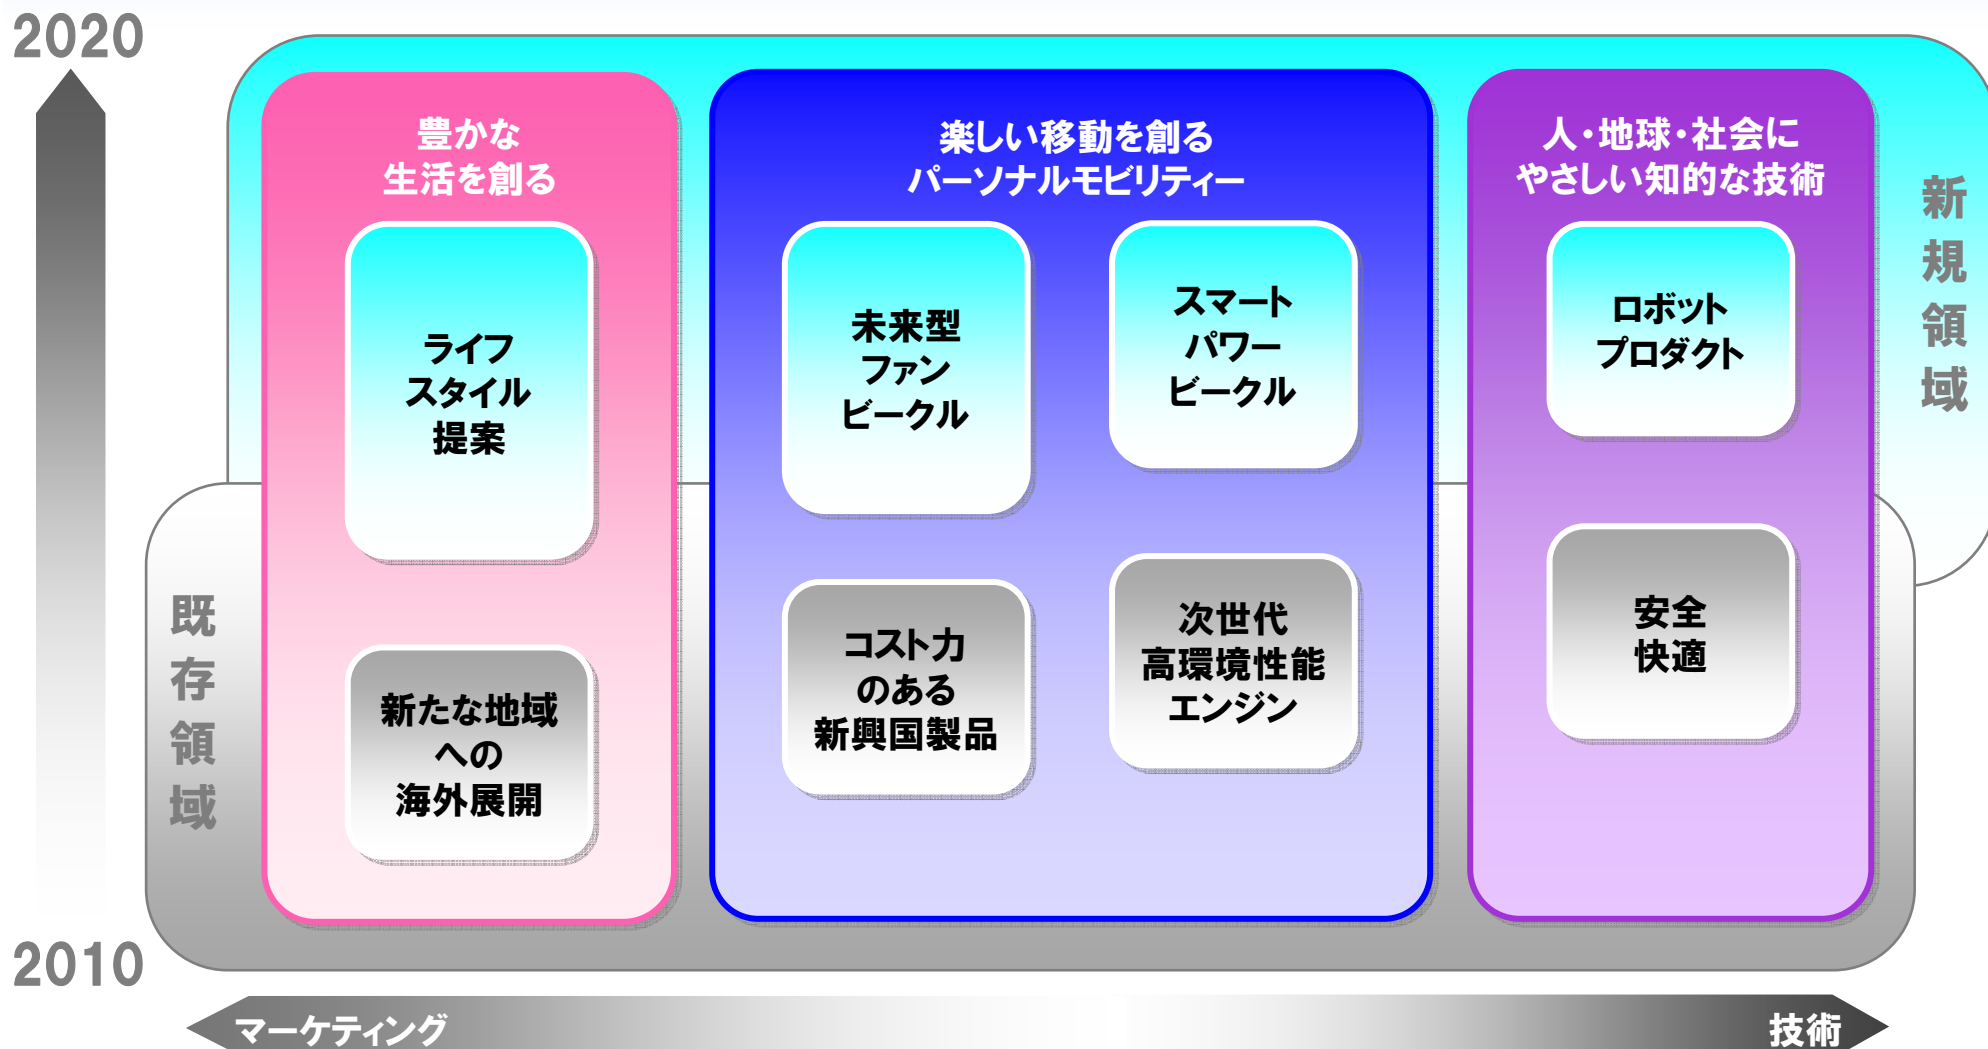 2020
豊かな
生活を創る
楽しい移動を創る
パーソナルモビリティー
人・地球・社会に
やさしい知的な技術
新規領域
ライフ
スタイル
提案
未来型
ファン
ビークル
スマート
パワー
ビークル
ロボット
プロダクト
既存領域
新たな地域
への
海外展開
コスト力
のある
新興国製品
次世代
高環境性能
エンジン
安全
快適
2010
マーケティング
技術